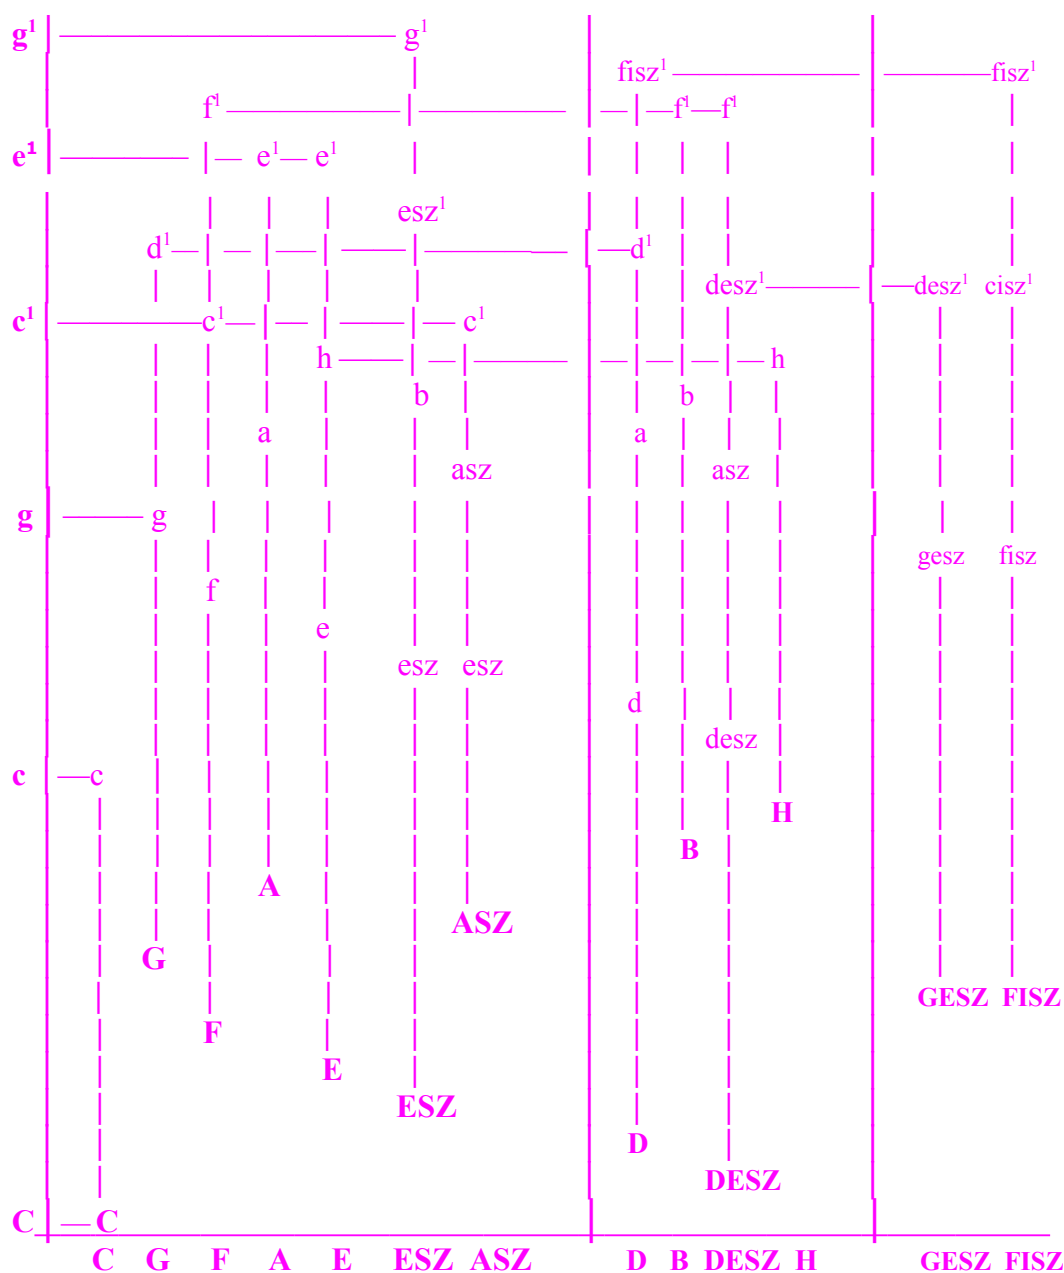 g¹ g¹
fisz¹ fisz¹
f¹ f¹ f¹
e¹ e¹ e¹
esz¹
d¹ d¹
desz¹ desz¹ cisz¹
c¹ c¹ c¹
h h
b b
a a
asz asz
g g
gesz fisz
f
e
esz esz
d
desz
c c
H
B
A
ASZ
G
GESZ FISZ
F
E
ESZ
D
DESZ
C C
C G F A E ESZ ASZ D B DESZ H GESZ FISZ